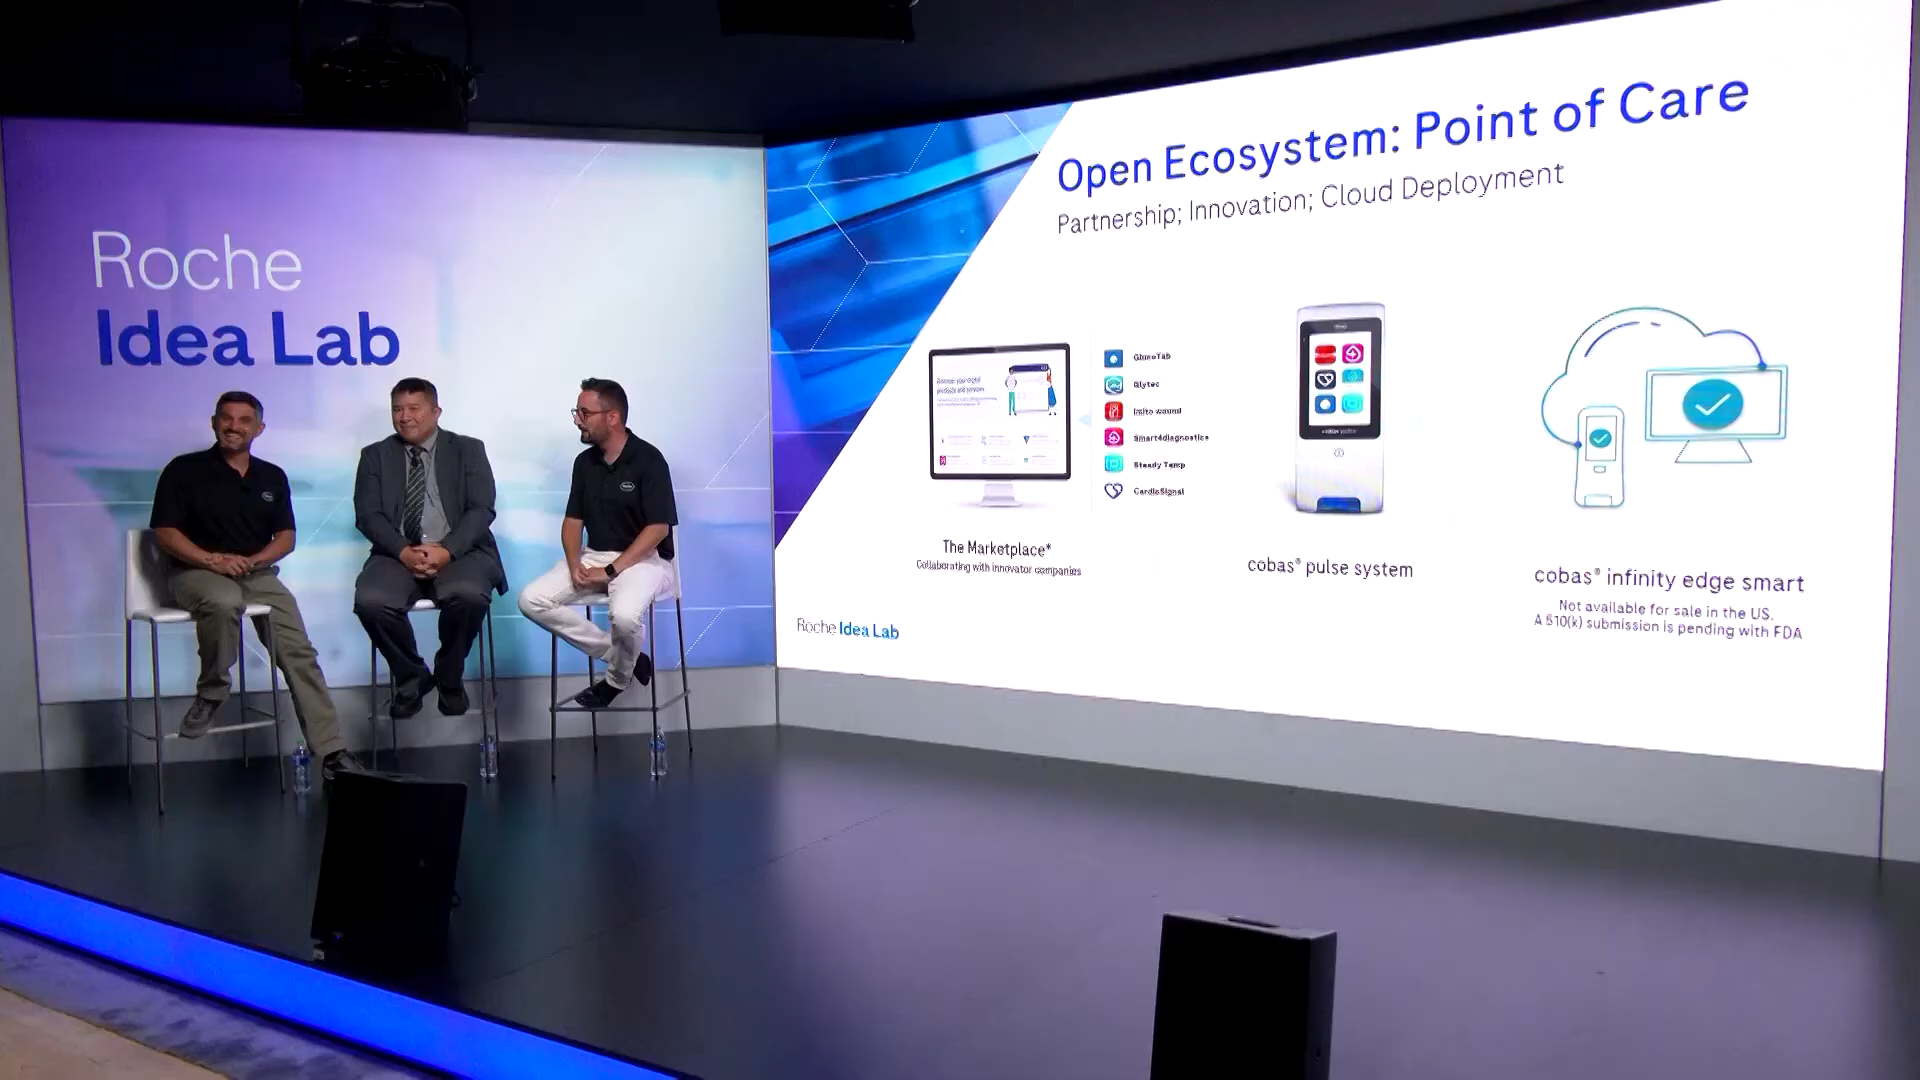 Roche
Idea Lab
Open Ecosystem: Point of Care
Partnership; Innovation; Cloud Deployment
GlucoTab
Glytec
imito wound
Smart4diagnostics
Steady Temp
CardioSignal
The Marketplace*
Collaborating with innovator companies
cobas® pulse system
cobas® infinity edge smart
Not available for sale in the US.
A 510(k) submission is pending with FDA
Roche Idea Lab